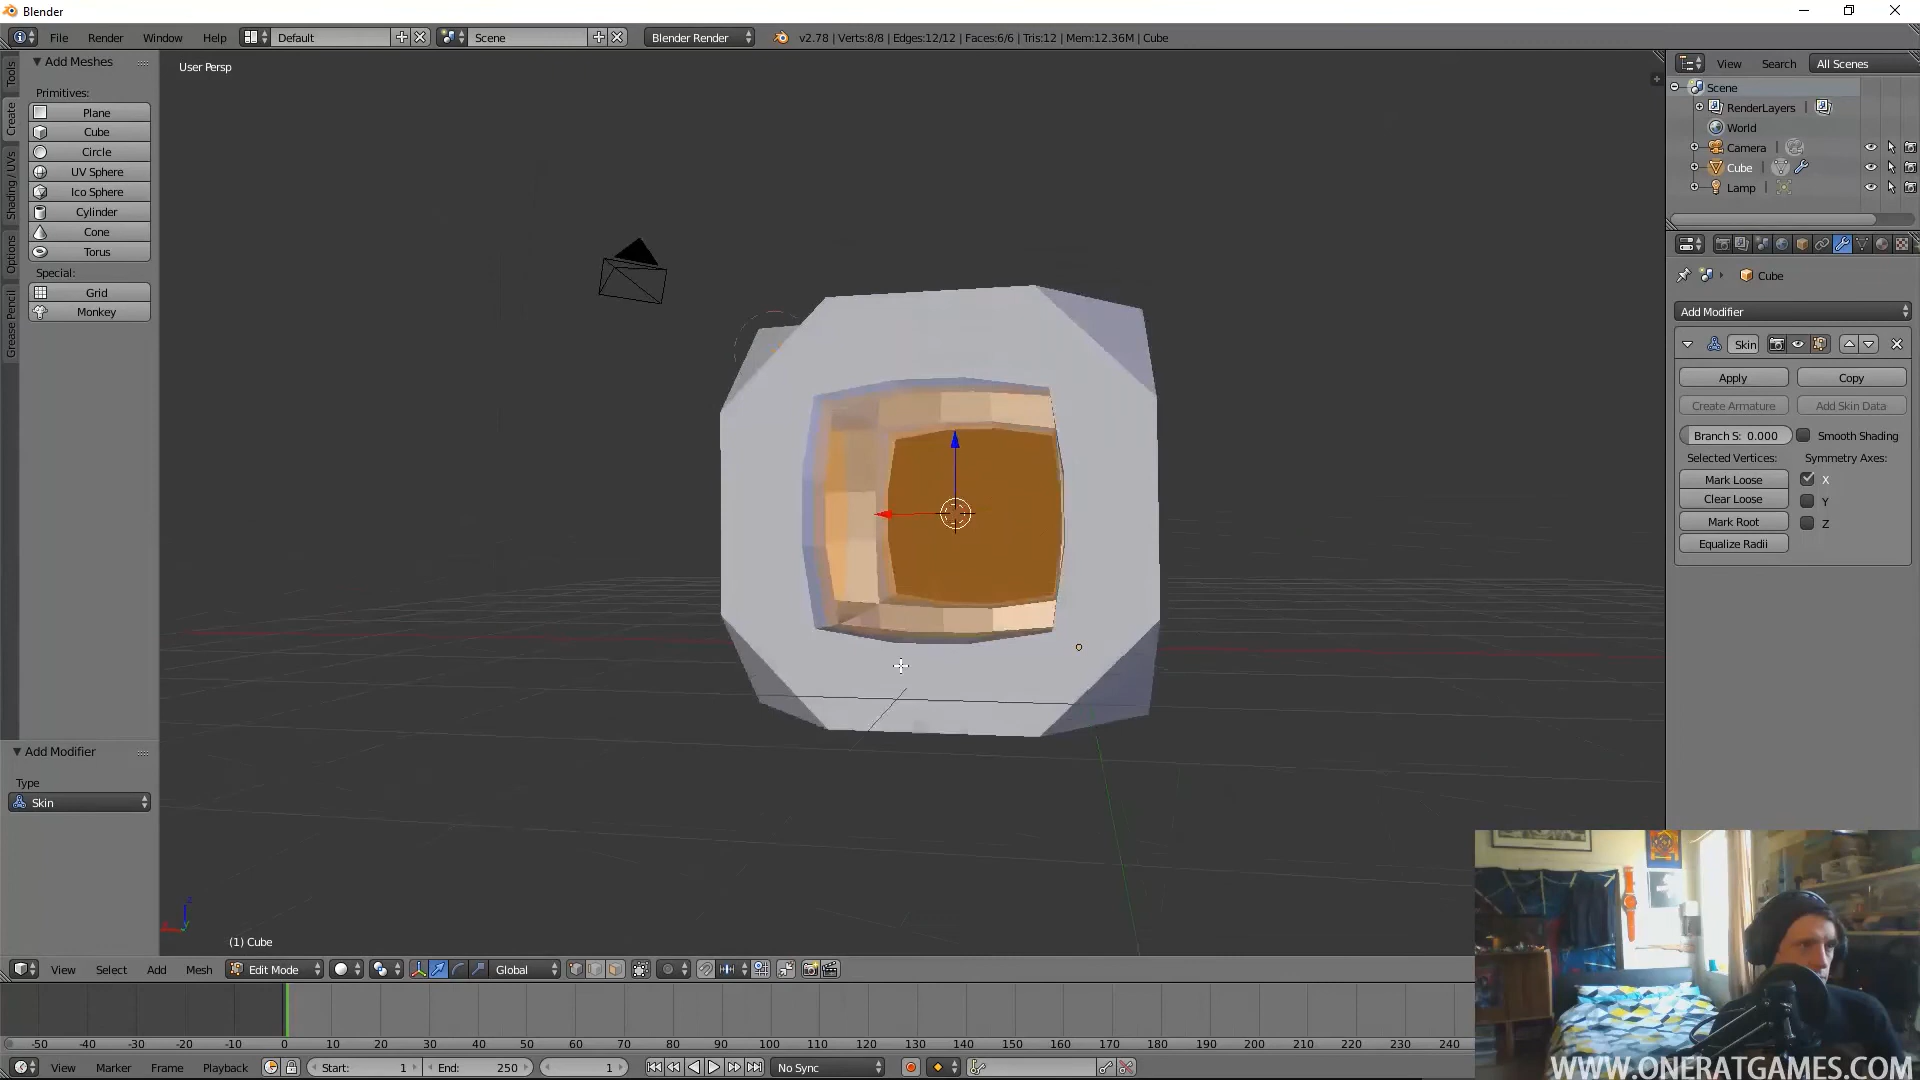 Blender
File Render Window Help Default Scene Blender Render v2.78 | Verts:8/8 | Edges:12/12 | Faces:6/6 | Tris:12 | Mem:12.36M | Cube
Tools
Create
Shading / UVs
Options
Grease Pencil
Add Meshes
Primitives:
Plane
Cube
Circle
UV Sphere
Ico Sphere
Cylinder
Cone
Torus
Special:
Grid
Monkey
Add Modifier
Type
Skin
User Persp
(1) Cube
View Search All Scenes
Scene
RenderLayers |
World
Camera |
Cube |
Lamp |
Cube
Add Modifier
Skin
Apply Copy
Create Armature Add Skin Data
Branch S: 0.000 Smooth Shading
Selected Vertices: Symmetry Axes:
Mark Loose X
Clear Loose Y
Mark Root Z
Equalize Radii
View Select Add Mesh Edit Mode Global
-50 -40 -30 -20 -10 0 10 20 30 40 50 60 70 80 90 100 110 120 130 140 150 160 170 180 190 200 210 220 230 240
View Marker Frame Playback Start: 1 End: 250 1 No Sync
WWW.ONERATGAMES.COM